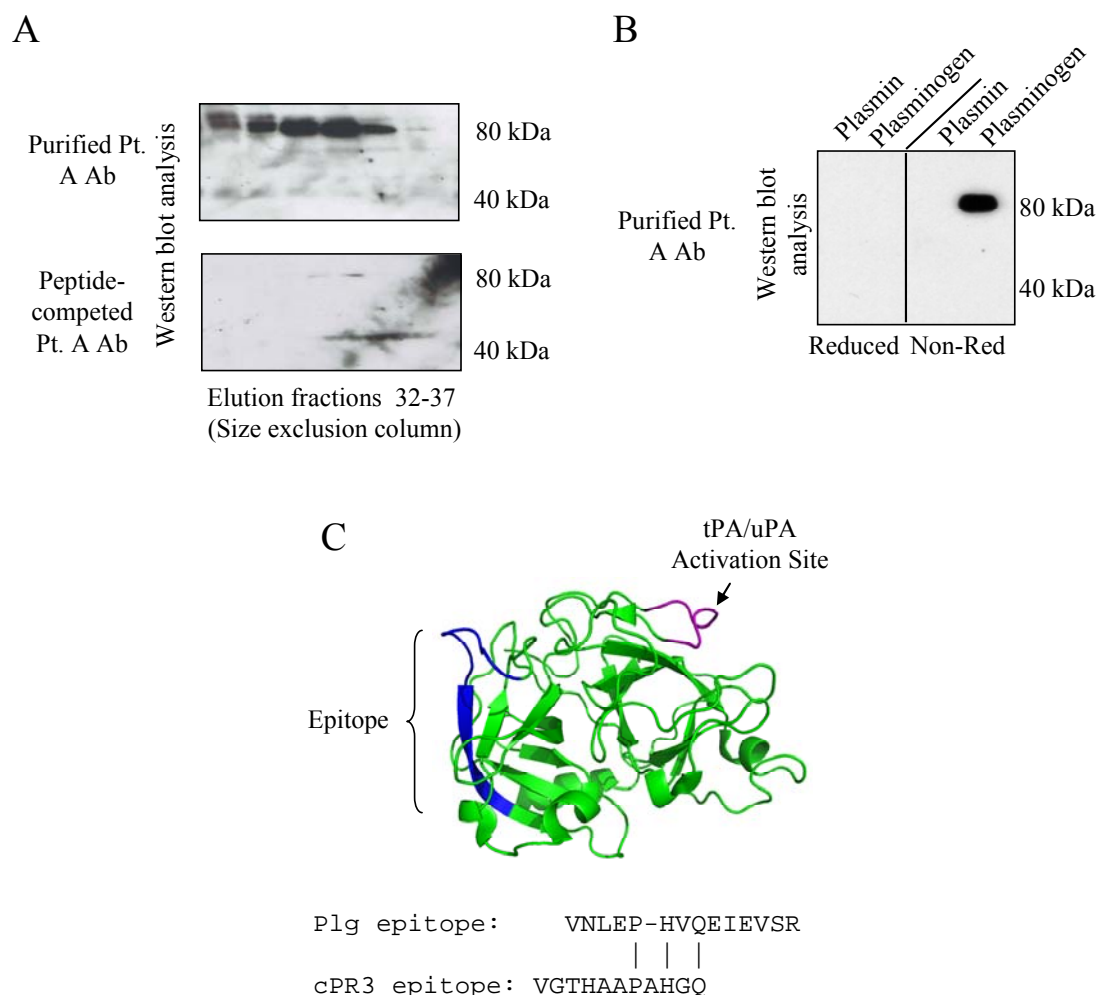 A
Western blot analysis
Purified Pt.
A Ab
80 kDa
40 kDa
Peptide-
competed
Pt. A Ab
80 kDa
40 kDa
Elution fractions 32-37
(Size exclusion column)
B
Plasmin
Plasminogen
Plasmin
Plasminogen
Purified Pt.
A Ab
Western blot
analysis
80 kDa
40 kDa
Reduced Non-Red
C
tPA/uPA
Activation Site
Epitope
Plg epitope: VNLEP-HVQEIEVSR
| | |
cPR3 epitope: VGTHAAPAHGQ